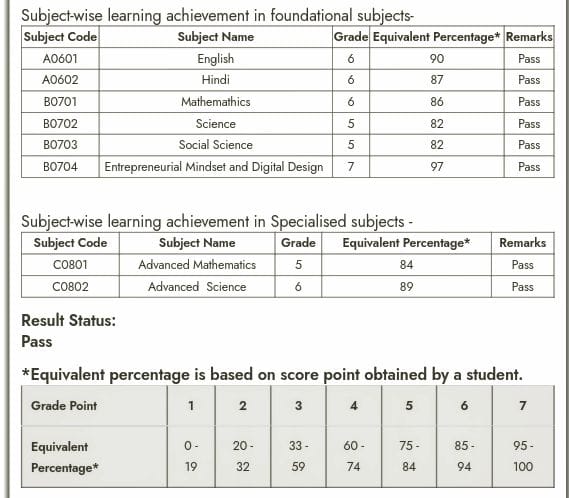 Subject-wise learning achievement in foundational subjects-
Subject Code Subject Name Grade Equivalent Percentage* Remarks
A0601 English 6 90 Pass
A0602 Hindi 6 87 Pass
B0701 Mathemathics 6 86 Pass
B0702 Science 5 82 Pass
B0703 Social Science 5 82 Pass
B0704 Entrepreneurial Mindset and Digital Design 7 97 Pass
Subject-wise learning achievement in Specialised subjects -
Subject Code Subject Name Grade Equivalent Percentage* Remarks
C0801 Advanced Mathematics 5 84 Pass
C0802 Advanced Science 6 89 Pass
Result Status:
Pass
*Equivalent percentage is based on score point obtained by a student.
Grade Point 1 2 3 4 5 6 7
Equivalent 0 - 20 - 33 - 60 - 75 - 85 - 95 -
Percentage* 19 32 59 74 84 94 100